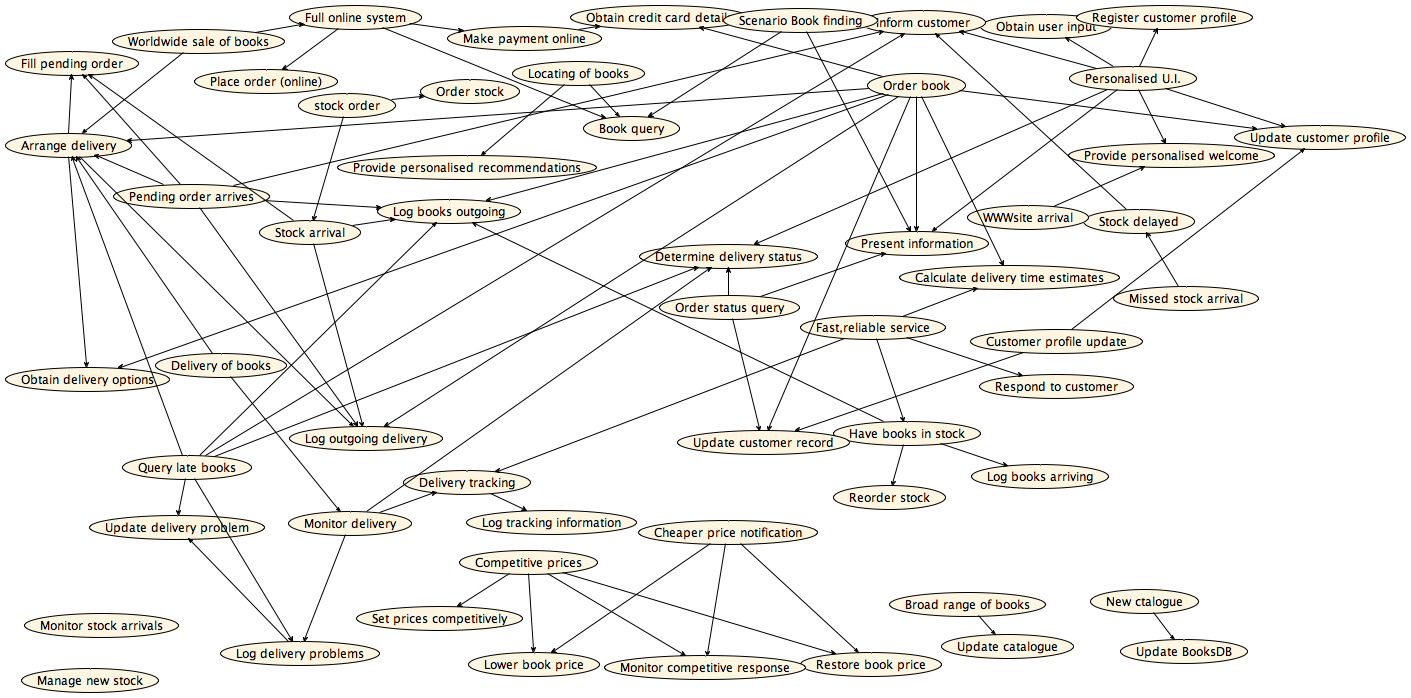 Full online system
Obtain credit card detail
Scenario Book finding
Inform customer
Obtain user input
Register customer profile
Worldwide sale of books
Make payment online
Fill pending order
Place order (online)
Locating of books
Personalised U.I.
Order book
Order stock
stock order
Book query
Update customer profile
Arrange delivery
Provide personalised welcome
Provide personalised recommendations
Pending order arrives
Log books outgoing
WWWsite arrival
Stock delayed
Stock arrival
Present information
Determine delivery status
Calculate delivery time estimates
Missed stock arrival
Order status query
Fast,reliable service
Customer profile update
Delivery of books
Obtain delivery options
Respond to customer
Log outgoing delivery
Update customer record
Have books in stock
Query late books
Log books arriving
Delivery tracking
Reorder stock
Update delivery problem
Monitor delivery
Log tracking information
Cheaper price notification
Competitive prices
Set prices competitively
Broad range of books
New ctalogue
Monitor stock arrivals
Update catalogue
Update BooksDB
Log delivery problems
Lower book price
Monitor competitive response
Restore book price
Manage new stock